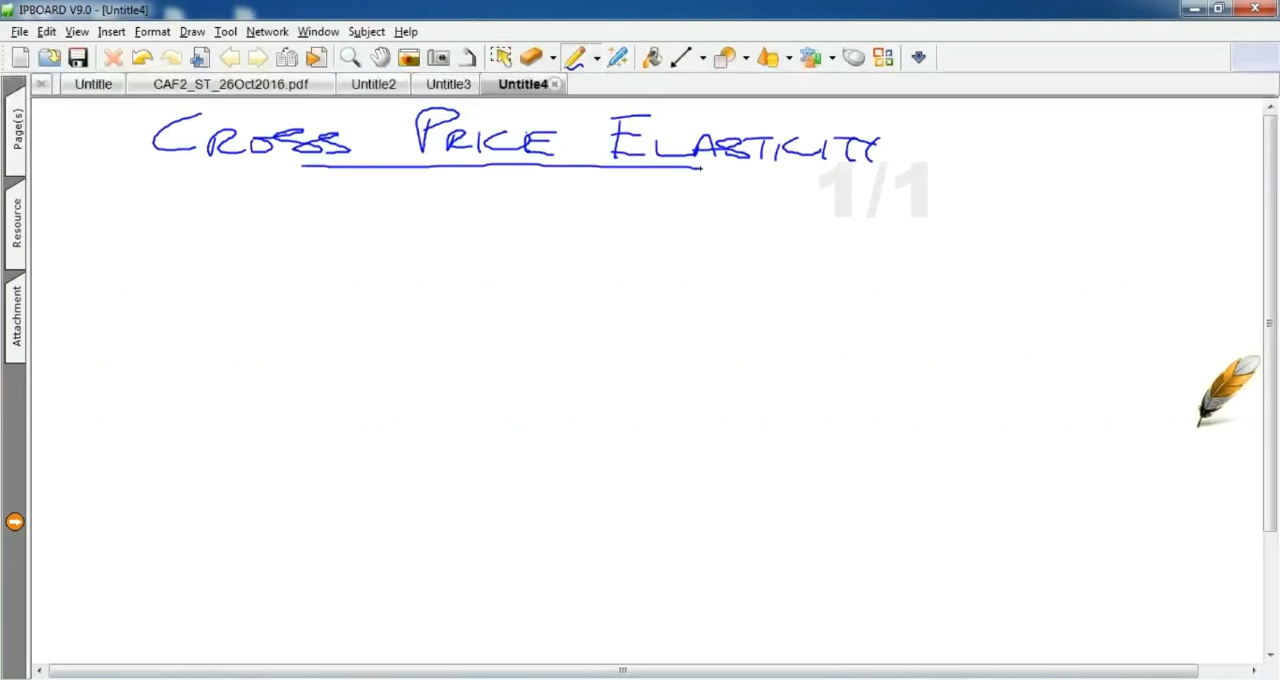 IPBOARD V9.0 - [Untitle4]
File Edit View Insert Format Draw Tool Network Window Subject Help
Untitle CAF2_ST_26Oct2016.pdf Untitle2 Untitle3 Untitle4
Page(s)
Resource
Attachment
CROSS PRICE ELASTICITY
1/1